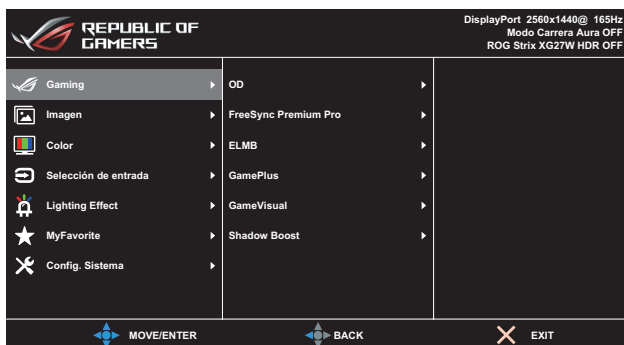 REPUBLIC OF
GAMERS
DisplayPort 2560x1440@ 165Hz
Modo Carrera Aura OFF
ROG Strix XG27W HDR OFF
Gaming
Imagen
Color
Selección de entrada
Lighting Effect
MyFavorite
Config. Sistema
OD
FreeSync Premium Pro
ELMB
GamePlus
GameVisual
Shadow Boost
MOVE/ENTER
BACK
EXIT